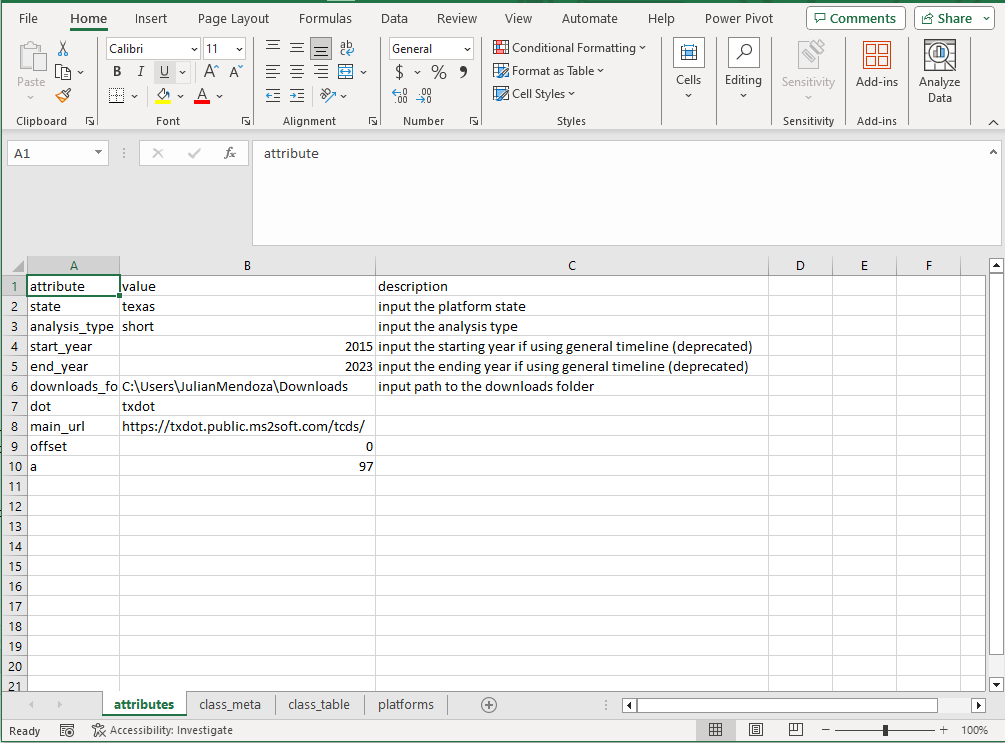 File Home Insert Page Layout Formulas Data Review View Automate Help Power Pivot Comments Share
Paste
Calibri 11
B I U A A
ab
General
$ % 9
.00 .00
Conditional Formatting
Format as Table
Cell Styles
Cells
Editing
Sensitivity
Add-ins
Analyze
Data
Clipboard Font Alignment Number Styles Sensitivity Add-ins
A1 fx attribute
A B C D E F
1 attribute value description
2 state texas input the platform state
3 analysis_type short input the analysis type
4 start_year 2015 input the starting year if using general timeline (deprecated)
5 end_year 2023 input the ending year if using general timeline (deprecated)
6 downloads_fo C:\Users\JulianMendoza\Downloads input path to the downloads folder
7 dot txdot
8 main_url https://txdot.public.ms2soft.com/tcds/
9 offset 0
10 a 97
11
12
13
14
15
16
17
18
19
20
21
attributes class_meta class_table platforms
Ready Accessibility: Investigate 100%